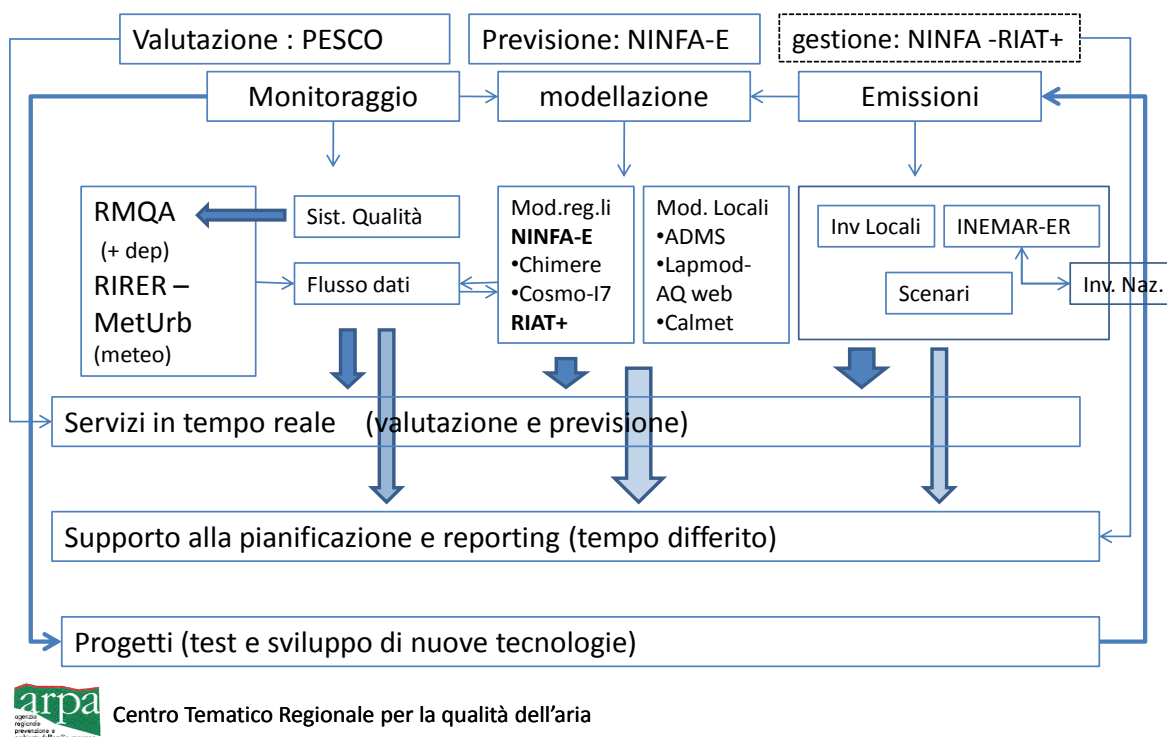 Valutazione : PESCO
Previsione: NINFA-E
gestione: NINFA -RIAT+
Monitoraggio
modellazione
Emissioni
RMQA
(+ dep)
RIRER –
MetUrb
(meteo)
Sist. Qualità
Flusso dati
Mod.reg.li
NINFA-E
•Chimere
•Cosmo-I7
RIAT+
Mod. Locali
•ADMS
•Lapmod-
AQ web
•Calmet
Inv Locali
INEMAR-ER
Scenari
Inv. Naz.
Servizi in tempo reale (valutazione e previsione)
Supporto alla pianificazione e reporting (tempo differito)
Progetti (test e sviluppo di nuove tecnologie)
arpa
agenzia
regionale
prevenzione e
Centro Tematico Regionale per la qualità dell'aria